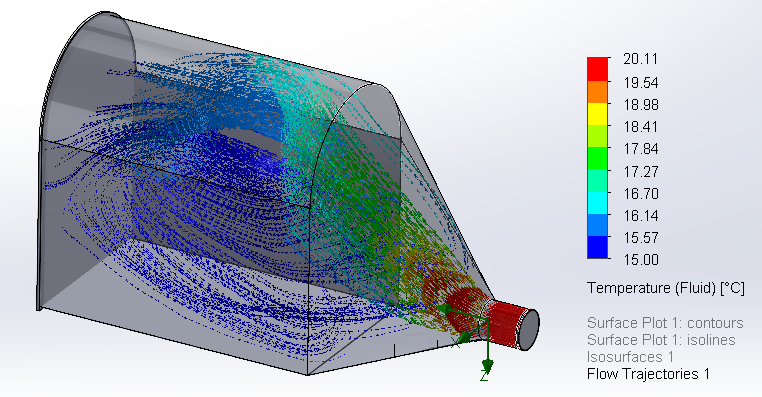 20.11
19.54
18.98
18.41
17.84
17.27
16.70
16.14
15.57
15.00
Temperature (Fluid) [°C]
Surface Plot 1: contours
Surface Plot 1: isolines
Isosurfaces 1
Flow Trajectories 1
X
Z